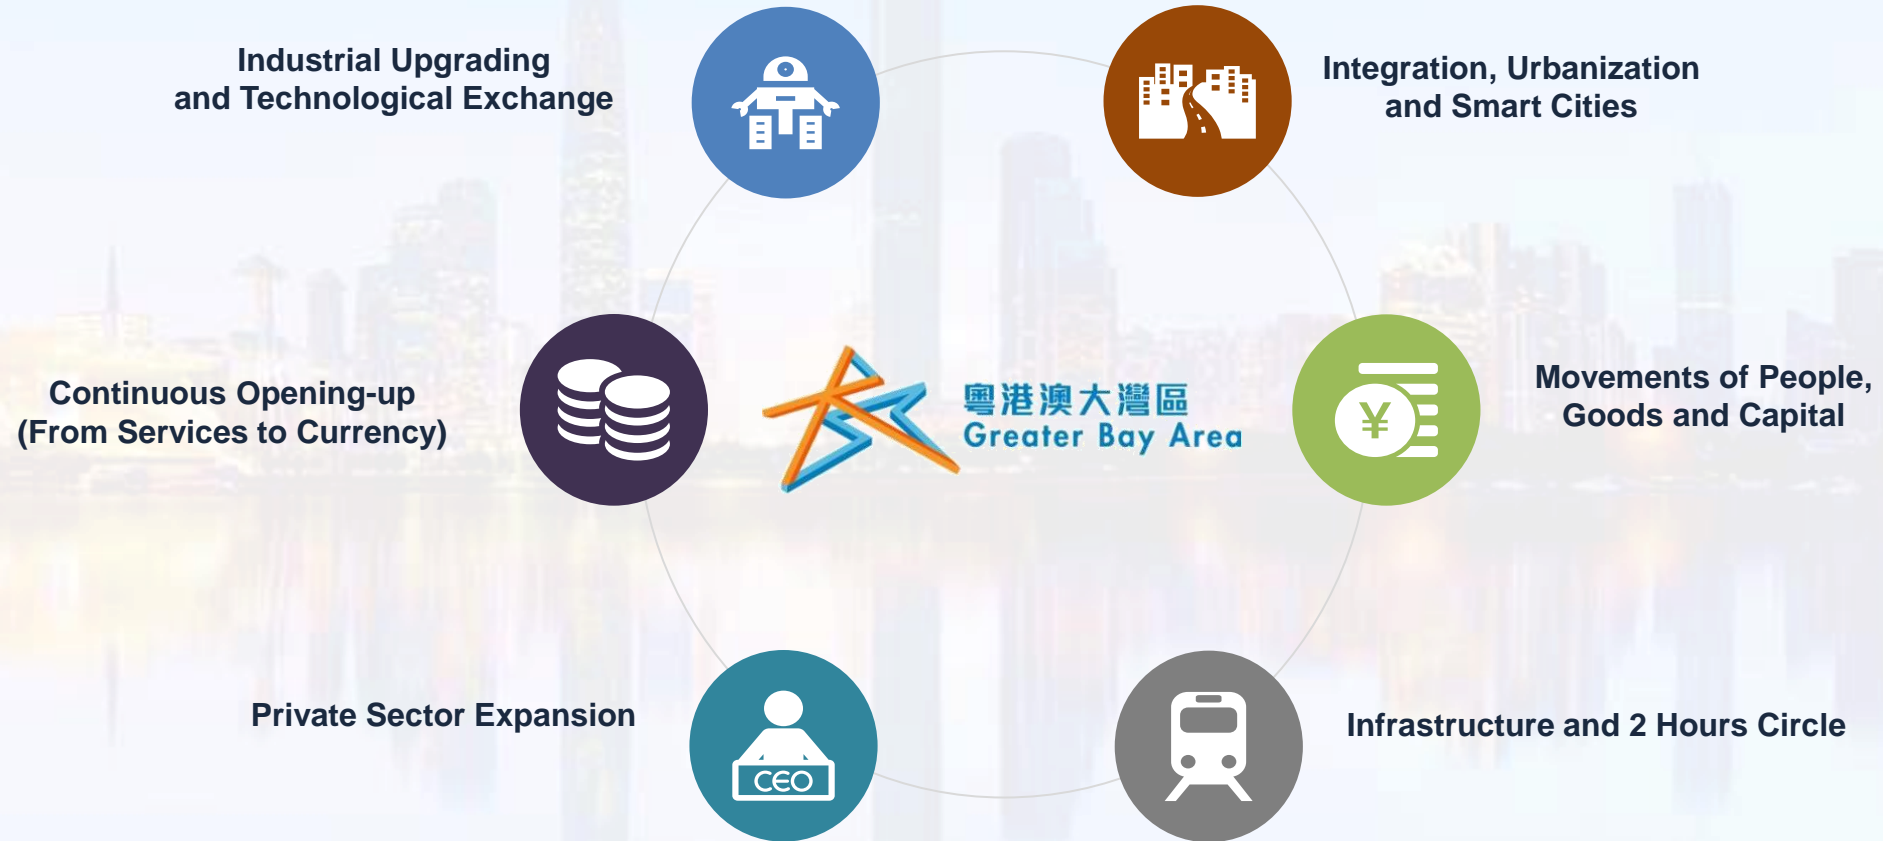 Industrial Upgrading
and Technological Exchange
Integration, Urbanization
and Smart Cities
Continuous Opening-up
(From Services to Currency)
粵港澳大灣區
Greater Bay Area
¥
Movements of People,
Goods and Capital
Private Sector Expansion
CEO
Infrastructure and 2 Hours Circle